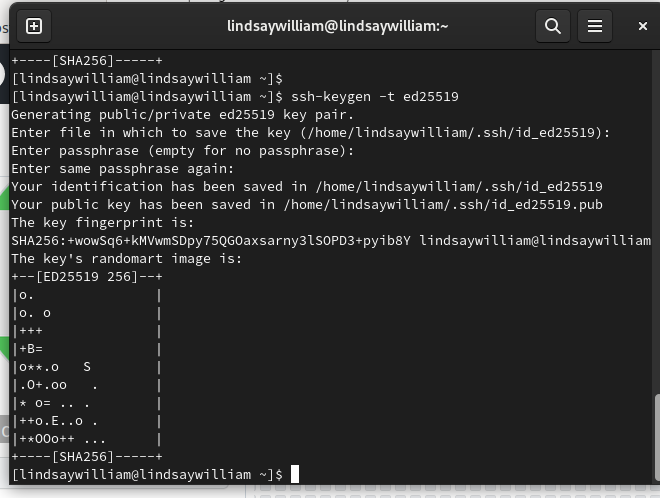 lindsaywilliam@lindsaywilliam:~
+----[SHA256]-----+
[lindsaywilliam@lindsaywilliam ~]$
[lindsaywilliam@lindsaywilliam ~]$ ssh-keygen -t ed25519
Generating public/private ed25519 key pair.
Enter file in which to save the key (/home/lindsaywilliam/.ssh/id_ed25519):
Enter passphrase (empty for no passphrase):
Enter same passphrase again:
Your identification has been saved in /home/lindsaywilliam/.ssh/id_ed25519
Your public key has been saved in /home/lindsaywilliam/.ssh/id_ed25519.pub
The key fingerprint is:
SHA256:+wowSq6+kMVwmSDpy75QGOaxsarny3lSOPD3+pyib8Y lindsaywilliam@lindsaywilliam
The key's randomart image is:
+--[ED25519 256]--+
|o.               |
|o. o             |
|+++              |
|+B=              |
|o**.o   S        |
|.O+.oo   .       |
|* o= .. .        |
|++o.E..o .       |
|+*OOo++ ...      |
+----[SHA256]-----+
[lindsaywilliam@lindsaywilliam ~]$